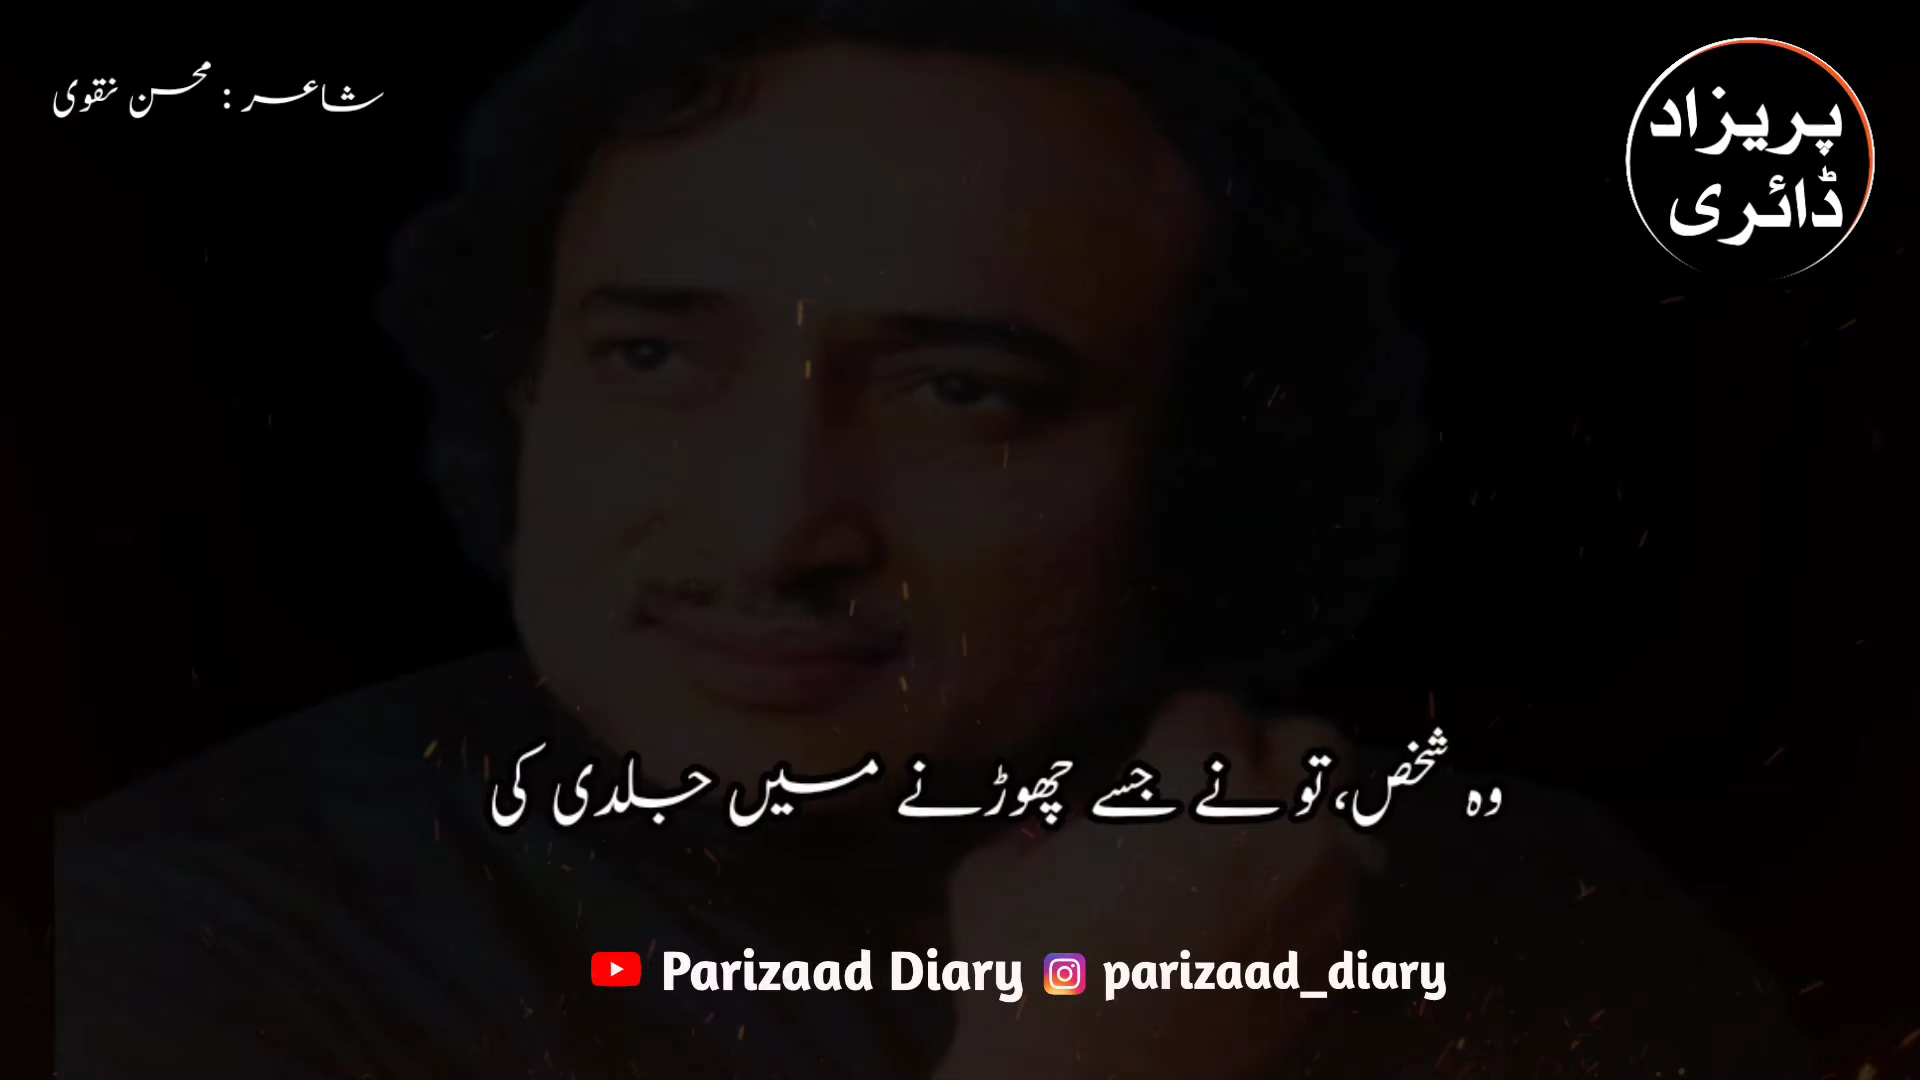 شاعر : محسن نقوی
پریزاد
ڈائری
وہ شخص، تو نے جسے چھوڑنے میں جلدی کی
Parizaad Diary parizaad_diary